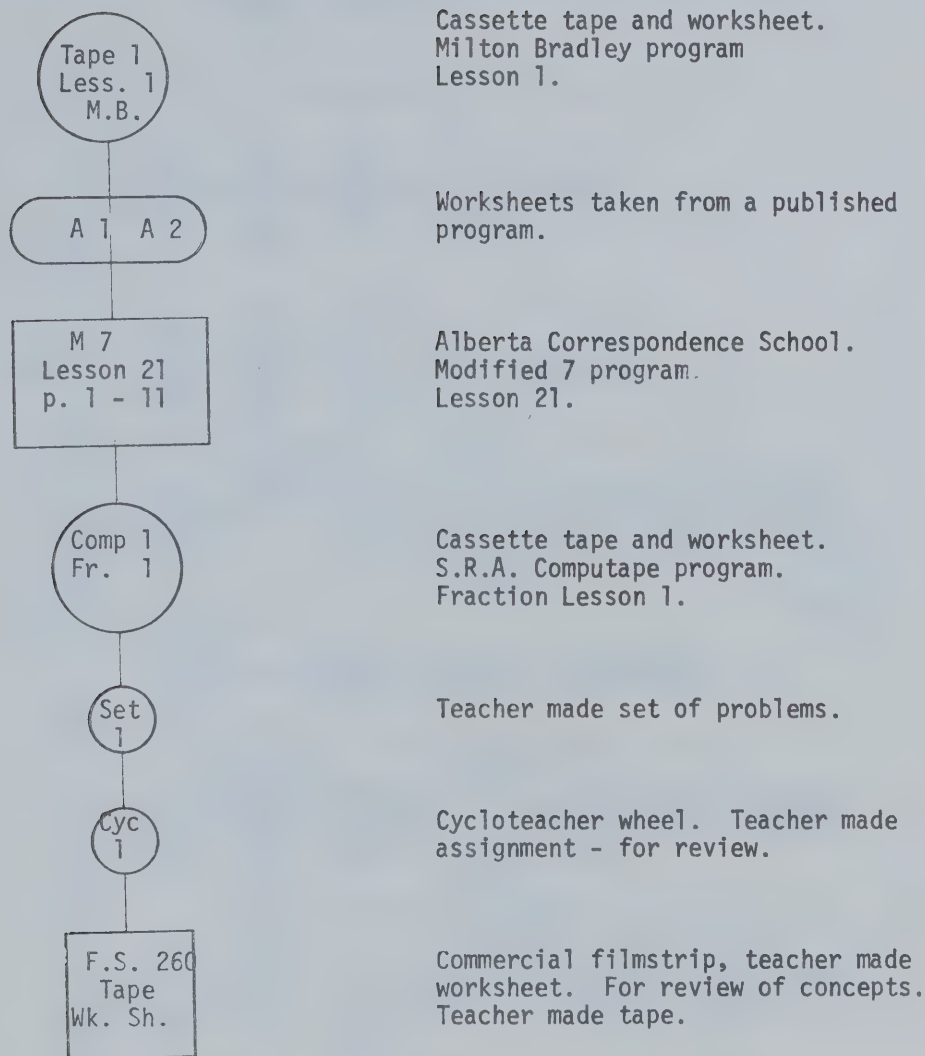 Tape 1
Less. 1
M.B.
Cassette tape and worksheet.
Milton Bradley program
Lesson 1.
A 1 A 2
Worksheets taken from a published
program.
M 7
Lesson 21
p. 1 - 11
Alberta Correspondence School.
Modified 7 program.
Lesson 21.
Comp 1
Fr. 1
Cassette tape and worksheet.
S.R.A. Computape program.
Fraction Lesson 1.
Set
1
Teacher made set of problems.
Cyc
1
Cycloteacher wheel. Teacher made
assignment - for review.
F.S. 260
Tape
Wk. Sh.
Commercial filmstrip, teacher made
worksheet. For review of concepts.
Teacher made tape.